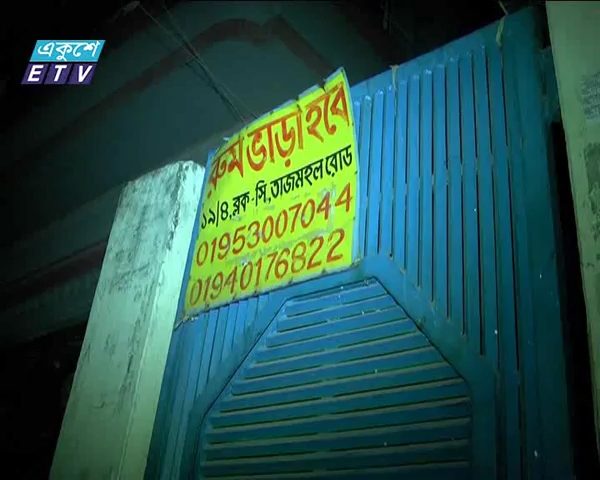 একুশে
ETV
রুম ভাড়া হবে
১৯/৪, ব্লক-সি, তাজমহল রোড
01953007044
01940176822